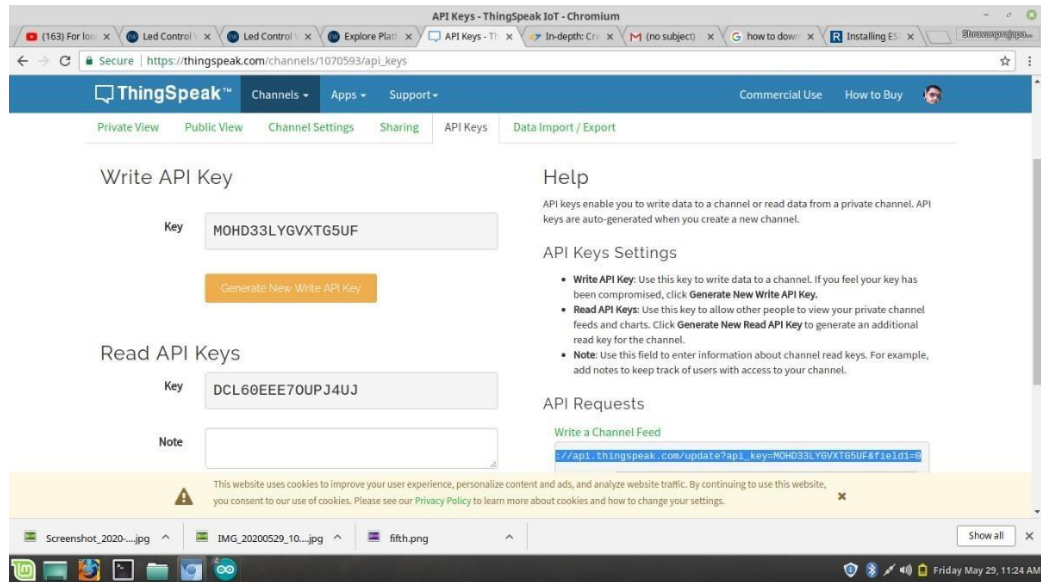 API Keys - ThingSpeak IoT - Chromium
(163) For loo
Led Control
Led Control
Explore Platf
API Keys - Th
In-depth: Cre
(no subject) -
how to down
Installing ES
Secure | https://thingspeak.com/channels/1070593/api_keys
ThingSpeak™ Channels Apps Support Commercial Use How to Buy
Private View Public View Channel Settings Sharing API Keys Data Import / Export
Write API Key
Key MOHD33LYGVXTG5UF
Generate New Write API Key
Read API Keys
Key DCL60EEE7OUPJ4UJ
Note
Help
API keys enable you to write data to a channel or read data from a private channel. API
keys are auto-generated when you create a new channel.
API Keys Settings
• Write API Key: Use this key to write data to a channel. If you feel your key has
been compromised, click Generate New Write API Key.
• Read API Keys: Use this key to allow other people to view your private channel
feeds and charts. Click Generate New Read API Key to generate an additional
read key for the channel.
• Note: Use this field to enter information about channel read keys. For example,
add notes to keep track of users with access to your channel.
API Requests
Write a Channel Feed
://api.thingspeak.com/update?api_key=MOHD33LYGVXTG5UF&field1=0
This website uses cookies to improve your user experience, personalize content and ads, and analyze website traffic. By continuing to use this website,
you consent to our use of cookies. Please see our Privacy Policy to learn more about cookies and how to change your settings.
Screenshot_2020-....jpg
IMG_20200529_10....jpg
fifth.png
Show all
Friday May 29, 11:24 AM